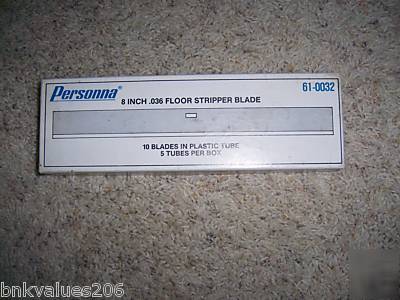 Personna®
61-0032
8 INCH .036 FLOOR STRIPPER BLADE
10 BLADES IN PLASTIC TUBE
5 TUBES PER BOX
bnkvalues206
bnkvalues206